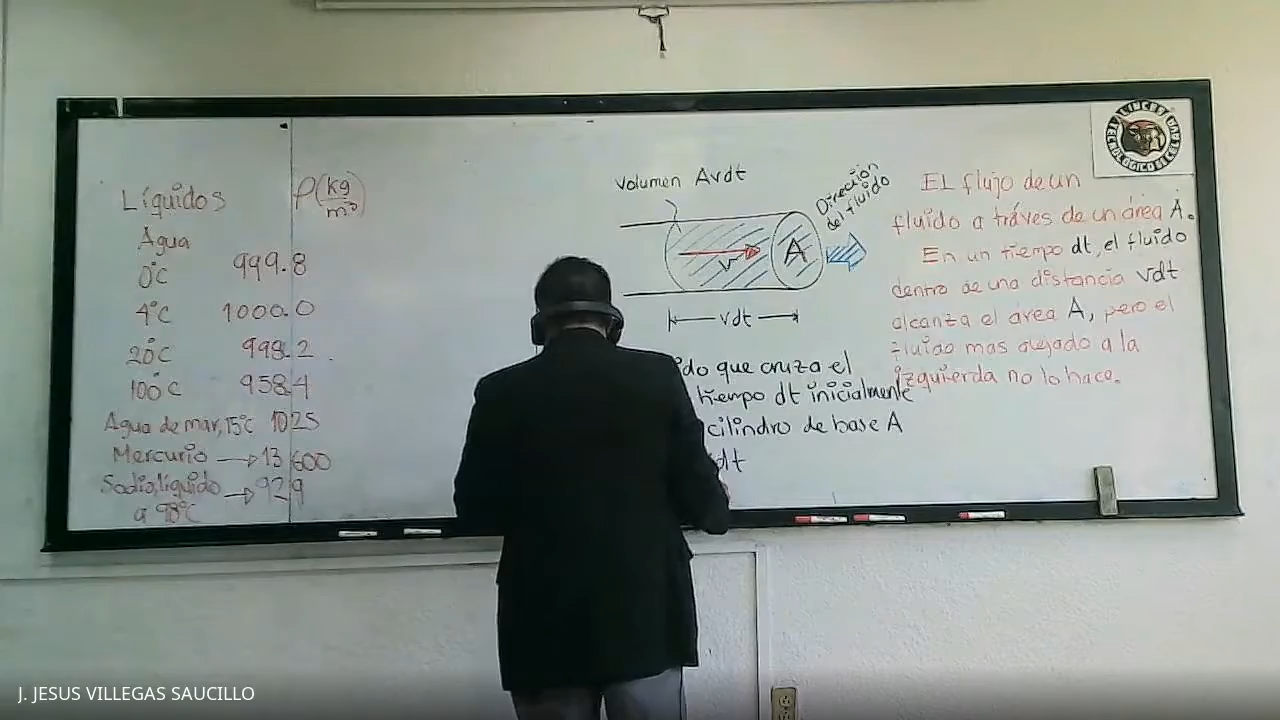 Líquidos ρ(kg/m³)
Agua
0°C 999.8
4°C 1000.0
20°C 998.2
100°C 958.4
Agua de mar, 15°C 1025
Mercurio → 13 600
Sodio, líquido → 929
a 98°C
Volumen Avdt
Dirección
del fluido
v
A
vdt
do que cruza el
tiempo dt inicialmente
cilindro de base A
dt
EL flujo de un
fluido a tráves de un área A.
En un tiempo dt, el fluido
dentro de una distancia vdt
alcanza el área A, pero el
fluido mas alejado a la
izquierda no lo hace.
TECNOLÓGICO DE
J. JESUS VILLEGAS SAUCILLO